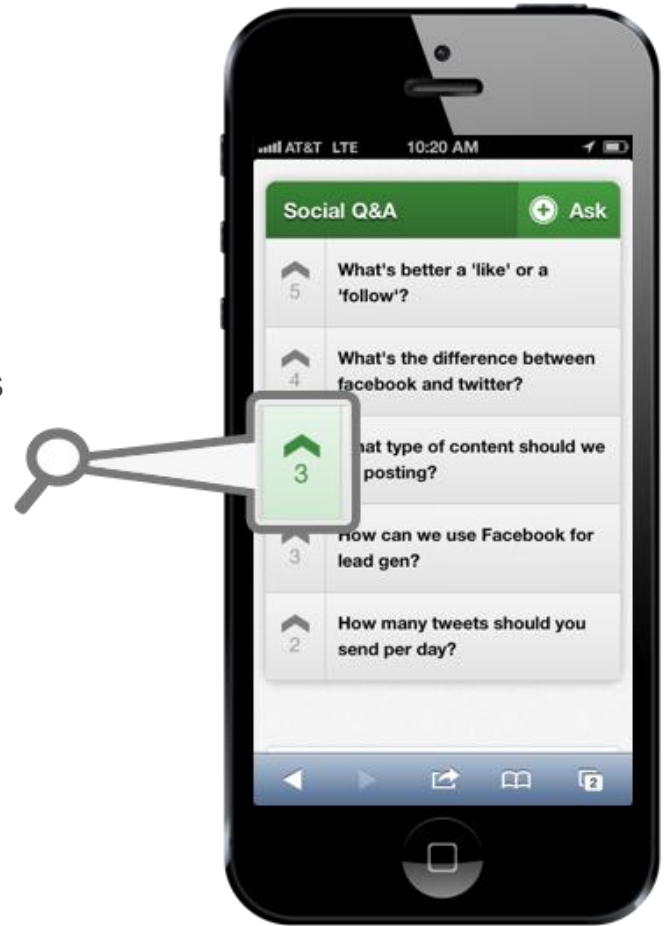 AT&T LTE 10:20 AM
Social Q&A Ask
What's better a 'like' or a
5 'follow'?
What's the difference between
4 facebook and twitter?
s
hat type of content should we
3 posting?
How can we use Facebook for
3 lead gen?
How many tweets should you
2 send per day?
2